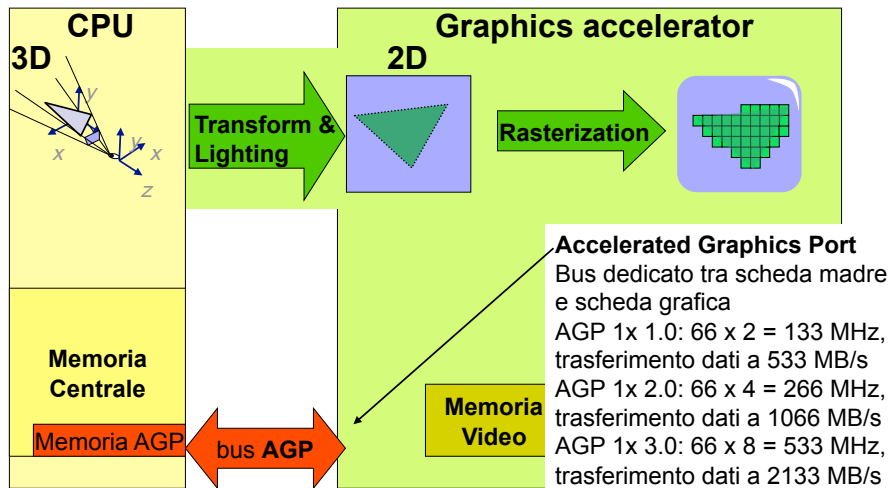 CPU
Graphics accelerator
3D
2D
y
x
y
x
z
Transform &
Lighting
Rasterization
Accelerated Graphics Port
Bus dedicato tra scheda madre
e scheda grafica
AGP 1x 1.0: 66 x 2 = 133 MHz,
trasferimento dati a 533 MB/s
AGP 1x 2.0: 66 x 4 = 266 MHz,
trasferimento dati a 1066 MB/s
AGP 1x 3.0: 66 x 8 = 533 MHz,
trasferimento dati a 2133 MB/s
Memoria
Centrale
Memoria AGP
bus AGP
Memoria
Video